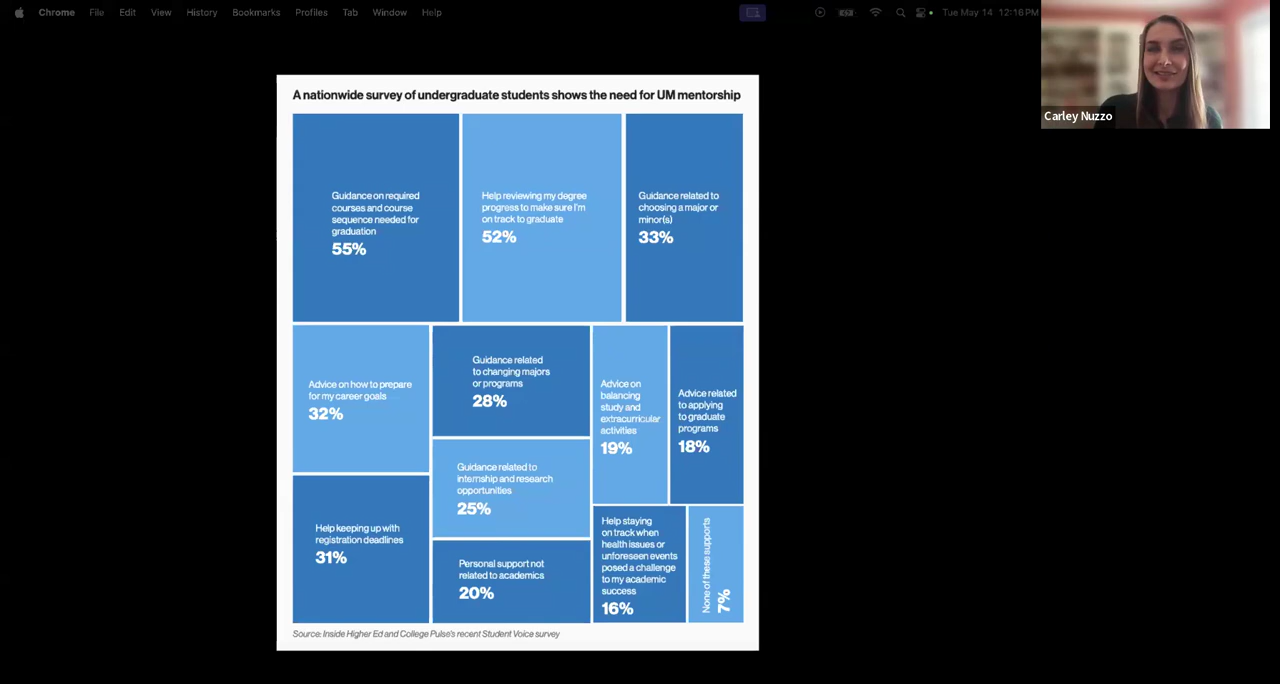 Chrome File Edit View History Bookmarks Profiles Tab Window Help
Tue May 14 12:16 PM
Carley Nuzzo
A nationwide survey of undergraduate students shows the need for UM mentorship
Guidance on required
courses and course
sequence needed for
graduation
55%
Help reviewing my degree
progress to make sure I'm
on track to graduate
52%
Guidance related to
choosing a major or
minor(s)
33%
Advice on how to prepare
for my career goals
32%
Guidance related
to changing majors
or programs
28%
Advice on
balancing
study and
extracurricular
activities
19%
Advice related
to applying
to graduate
programs
18%
Guidance related to
internship and research
opportunities
25%
Help keeping up with
registration deadlines
31%
Personal support not
related to academics
20%
Help staying
on track when
health issues or
unforeseen events
posed a challenge
to my academic
success
16%
None of these supports
7%
Source: Inside Higher Ed and College Pulse's recent Student Voice survey